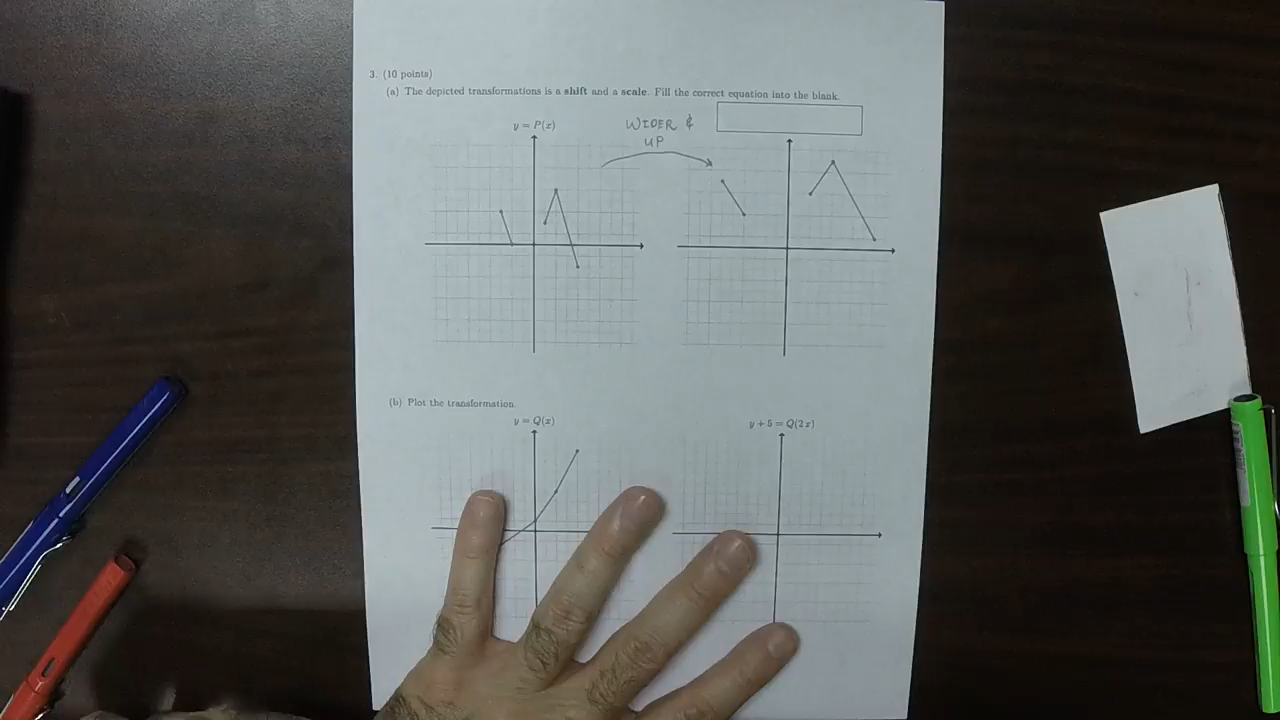 3. (10 points)
(a) The depicted transformations is a shift and a scale. Fill the correct equation into the blank.
y = P(x)
WIDER &
UP
(b) Plot the transformation.
y = Q(x)
y + 5 = Q(2x)